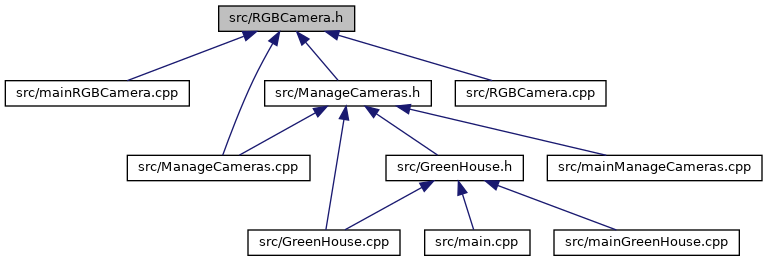 src/RGBCamera.h
src/mainRGBCamera.cpp
src/ManageCameras.h
src/RGBCamera.cpp
src/ManageCameras.cpp
src/GreenHouse.h
src/mainManageCameras.cpp
src/GreenHouse.cpp
src/main.cpp
src/mainGreenHouse.cpp